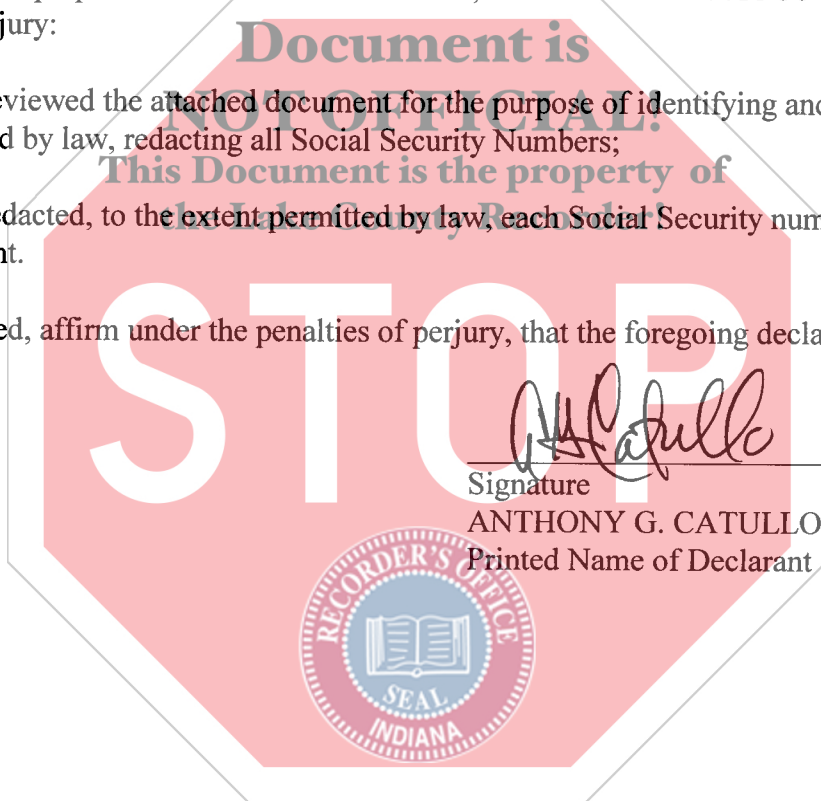 jury:
Document is
eviewed the attached document for the purpose of identifying and
NOT OFFICIAL!
d by law, redacting all Social Security Numbers;
This Document is the property of
edacted, to the extent permitted by law, each Social Security num
the Lake County Recorder!
nt.
ed, affirm under the penalties of perjury, that the foregoing decla
STOP
Signature
ANTHONY G. CATULLO
Printed Name of Declarant
RECORDER'S OFFICE
SEAL
INDIANA